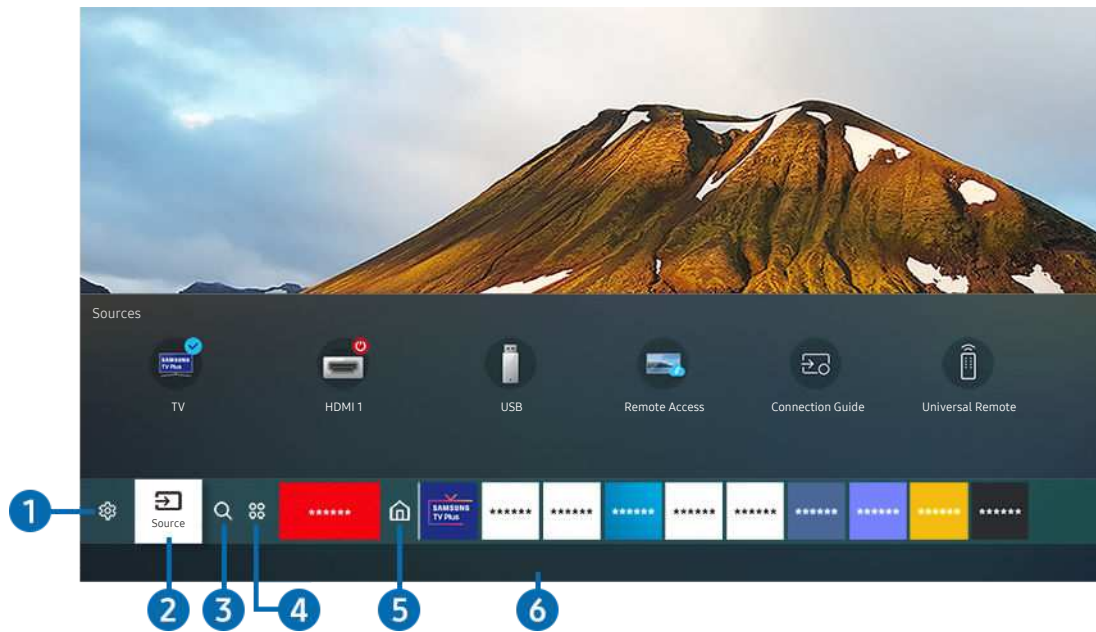 Sources
SAMSUNG
TV Plus
TV
HDMI 1
USB
Remote Access
Connection Guide
Universal Remote
1
Source
******
SAMSUNG
TV Plus
******
******
******
******
******
******
******
******
******
2
3
4
5
6